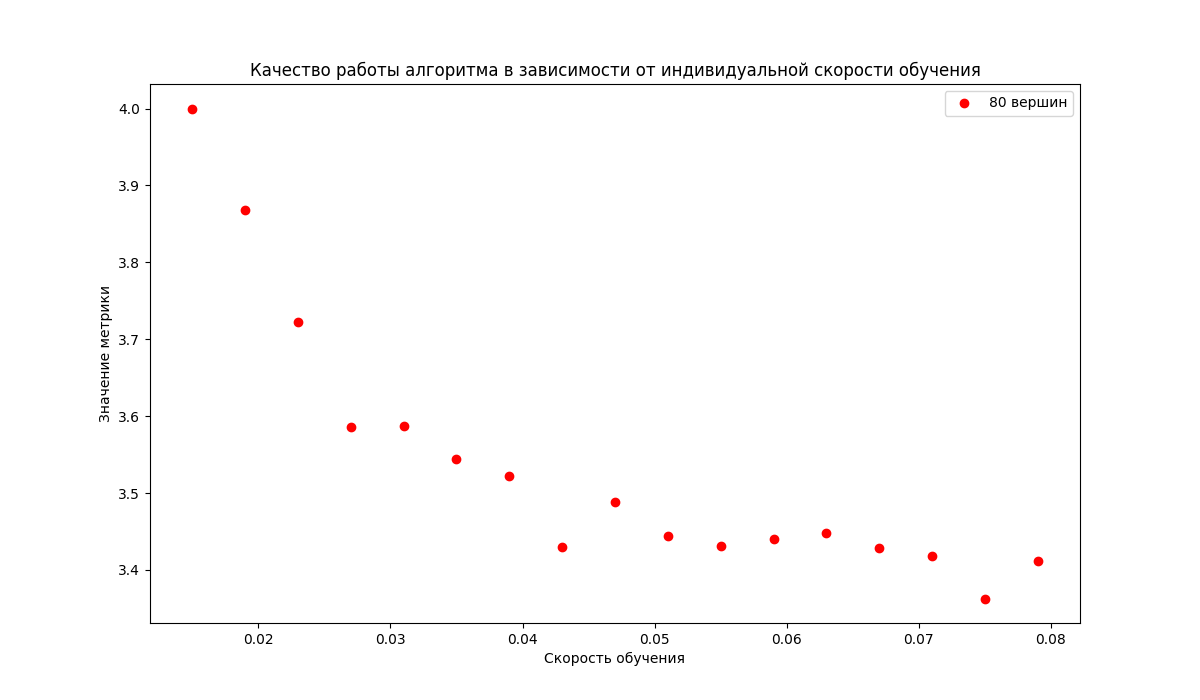 Качество работы алгоритма в зависимости от индивидуальной скорости обучения
80 вершин
Значение метрики
4.0
3.9
3.8
3.7
3.6
3.5
3.4
0.02 0.03 0.04 0.05 0.06 0.07 0.08
Скорость обучения